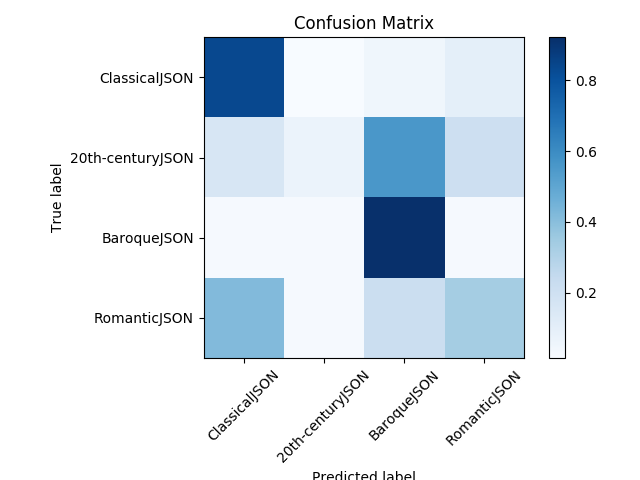 Confusion Matrix
True label
ClassicalJSON
20th-centuryJSON
BaroqueJSON
RomanticJSON
ClassicalJSON
20th-centuryJSON
BaroqueJSON
RomanticJSON
Predicted label
0.8
0.6
0.4
0.2